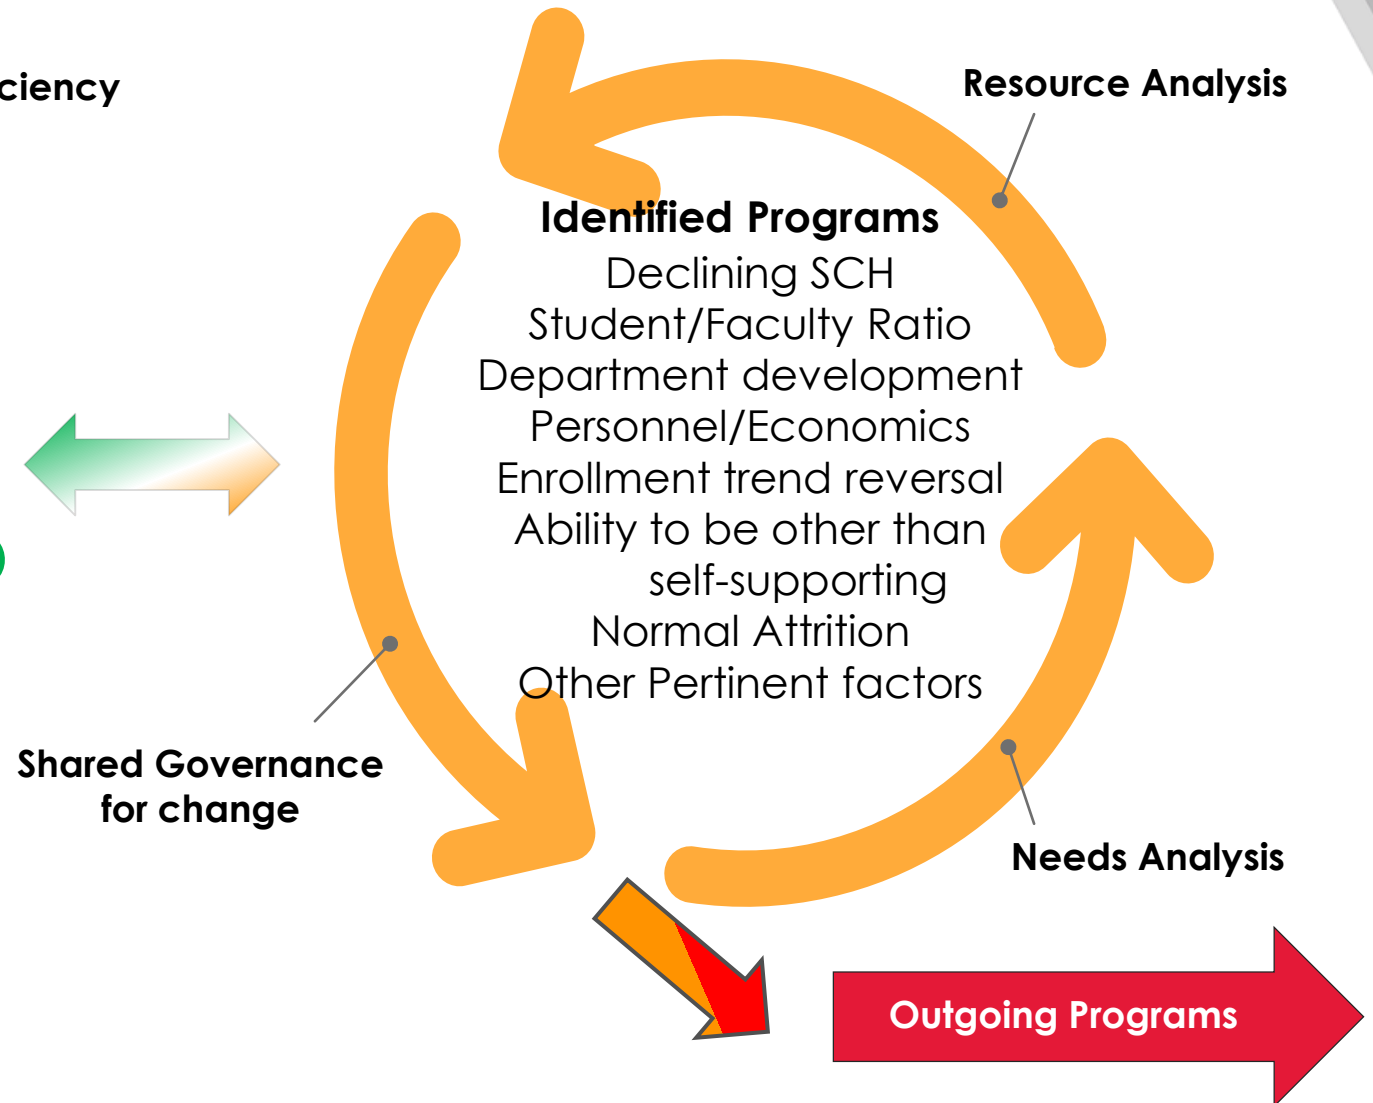 ciency
Resource Analysis
Identified Programs
Declining SCH
Student/Faculty Ratio
Department development
Personnel/Economics
Enrollment trend reversal
Ability to be other than
self-supporting
Normal Attrition
Other Pertinent factors
Shared Governance
for change
Needs Analysis
Outgoing Programs